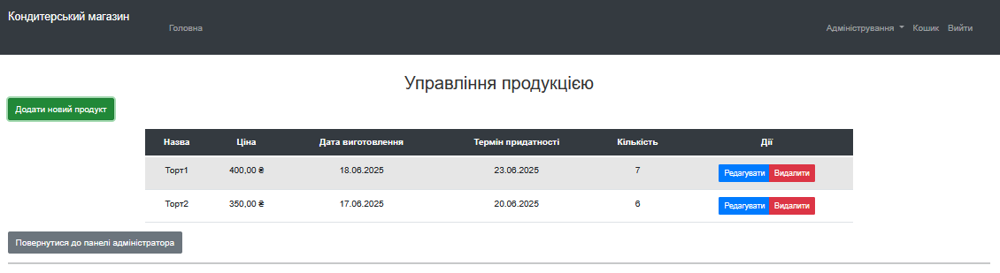 Кондитерський магазин
Головна
Адміністрування Кошик Вийти
Управління продукцією
Додати новий продукт
Назва Ціна Дата виготовлення Термін придатності Кількість Дії
Торт1 400,00 ₴ 18.06.2025 23.06.2025 7 Редагувати Видалити
Торт2 350,00 ₴ 17.06.2025 20.06.2025 6 Редагувати Видалити
Повернутися до панелі адміністратора